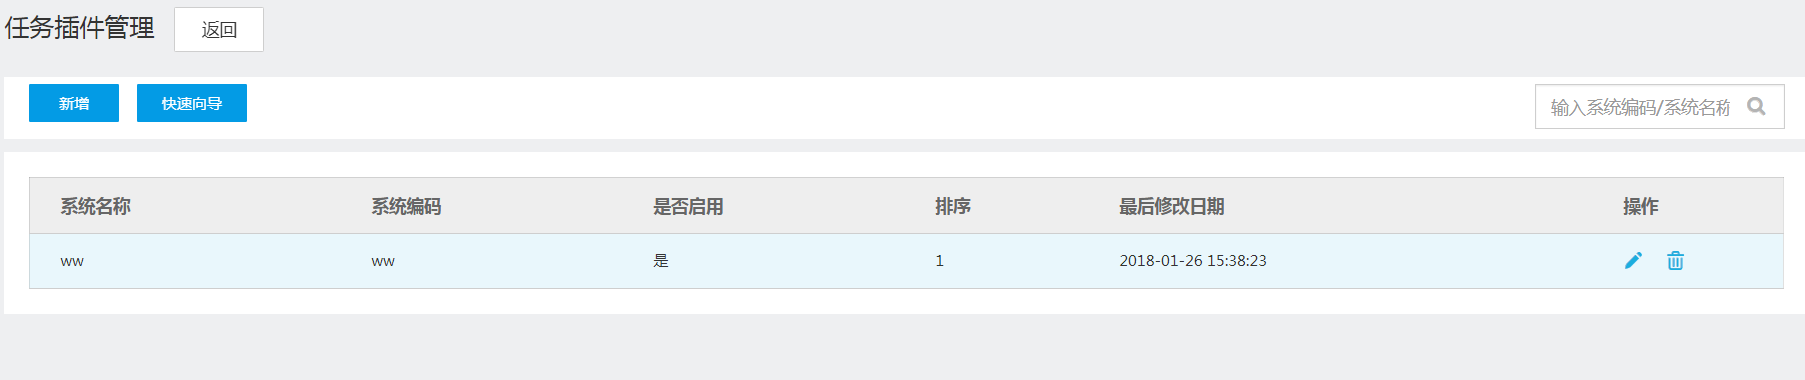 任务插件管理 返回
新增 快速向导 输入系统编码/系统名称
系统名称 系统编码 是否启用 排序 最后修改日期 操作
ww ww 是 1 2018-01-26 15:38:23